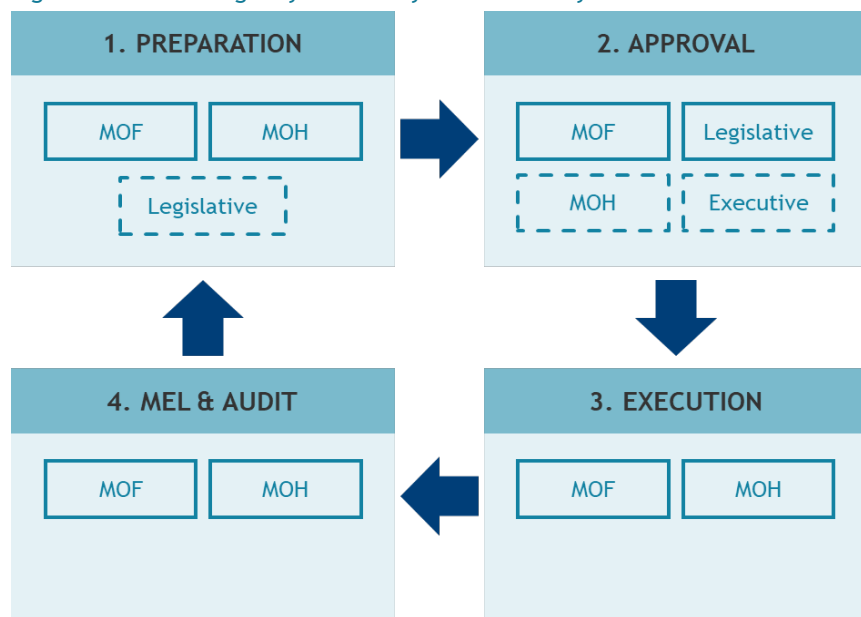 1. PREPARATION
MOF
MOH
Legislative
2. APPROVAL
MOF
Legislative
MOH
Executive
4. MEL & AUDIT
MOF
MOH
3. EXECUTION
MOF
MOH